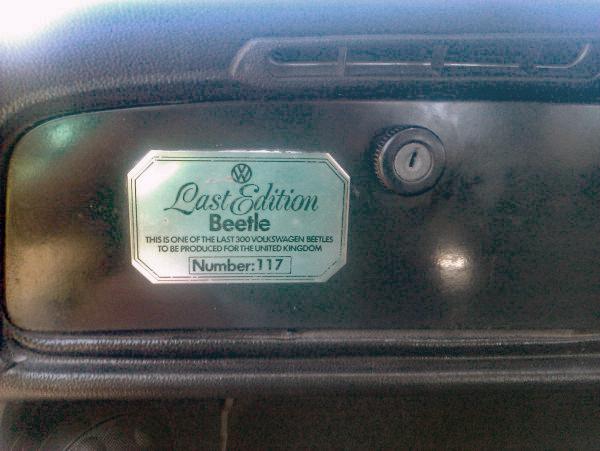 Last Edition
Beetle
THIS IS ONE OF THE LAST 300 VOLKSWAGEN BEETLES
TO BE PRODUCED FOR THE UNITED KINGDOM
Number: 117